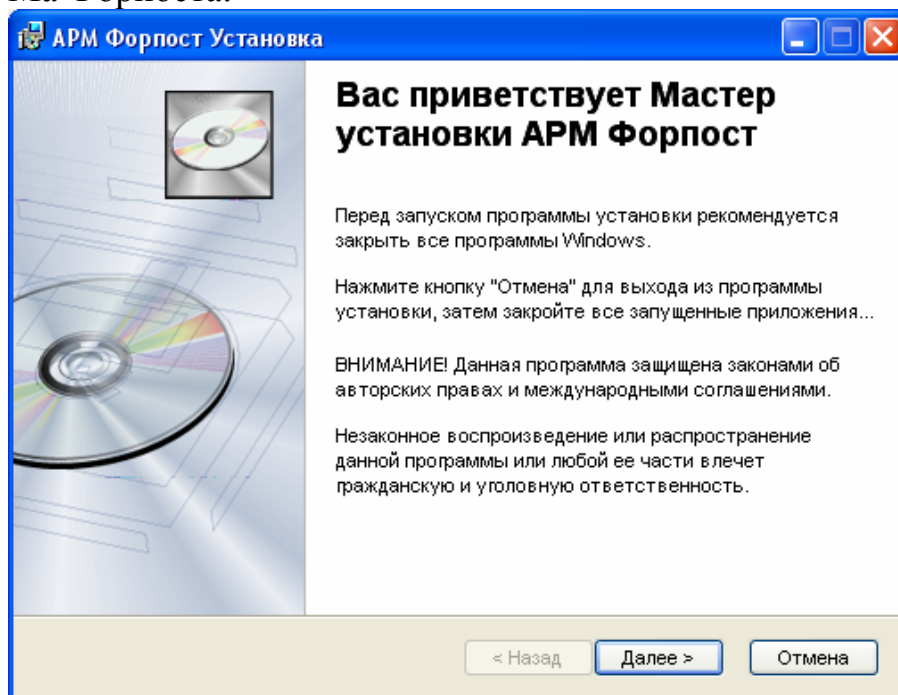 АРМ Форпост Установка
Вас приветствует Мастер
установки АРМ Форпост
Перед запуском программы установки рекомендуется
закрыть все программы Windows.
Нажмите кнопку "Отмена" для выхода из программы
установки, затем закройте все запущенные приложения...
ВНИМАНИЕ! Данная программа защищена законами об
авторских правах и международными соглашениями.
Незаконное воспроизведение или распространение
данной программы или любой ее части влечет
гражданскую и уголовную ответственность.
< Назад Далее > Отмена